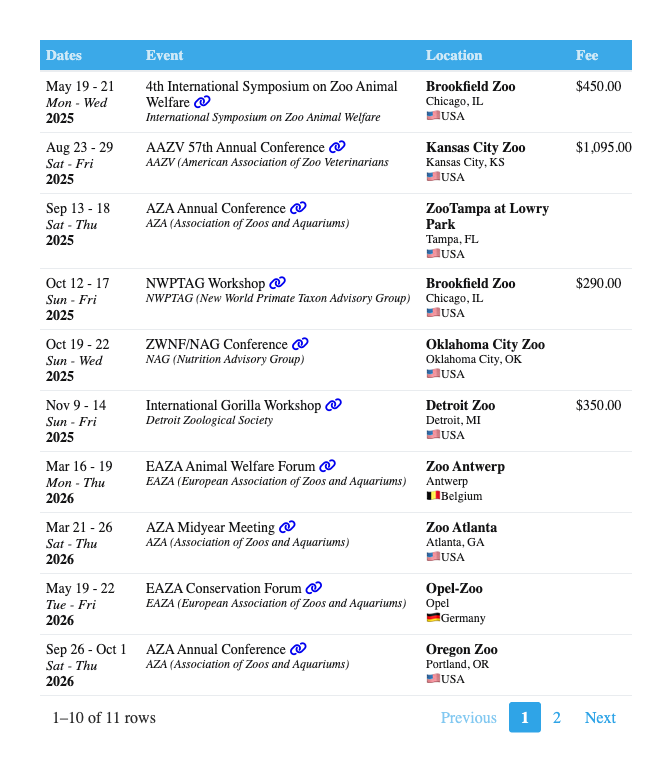 Dates Event Location Fee
May 19 - 21 4th International Symposium on Zoo Animal Brookfield Zoo $450.00
Mon - Wed Welfare Chicago, IL
2025 International Symposium on Zoo Animal Welfare USA
Aug 23 - 29 AAZV 57th Annual Conference Kansas City Zoo $1,095.00
Sat - Fri AAZV (American Association of Zoo Veterinarians Kansas City, KS
2025 USA
Sep 13 - 18 AZA Annual Conference ZooTampa at Lowry
Sat - Thu AZA (Association of Zoos and Aquariums) Park
2025 Tampa, FL
USA
Oct 12 - 17 NWPTAG Workshop Brookfield Zoo $290.00
Sun - Fri NWPTAG (New World Primate Taxon Advisory Group) Chicago, IL
2025 USA
Oct 19 - 22 ZWNF/NAG Conference Oklahoma City Zoo
Sun - Wed NAG (Nutrition Advisory Group) Oklahoma City, OK
2025 USA
Nov 9 - 14 International Gorilla Workshop Detroit Zoo $350.00
Sun - Fri Detroit Zoological Society Detroit, MI
2025 USA
Mar 16 - 19 EAZA Animal Welfare Forum Zoo Antwerp
Mon - Thu EAZA (European Association of Zoos and Aquariums) Antwerp
2026 Belgium
Mar 21 - 26 AZA Midyear Meeting Zoo Atlanta
Sat - Thu AZA (Association of Zoos and Aquariums) Atlanta, GA
2026 USA
May 19 - 22 EAZA Conservation Forum Opel-Zoo
Tue - Fri EAZA (European Association of Zoos and Aquariums) Opel
2026 Germany
Sep 26 - Oct 1 AZA Annual Conference Oregon Zoo
Sat - Thu AZA (Association of Zoos and Aquariums) Portland, OR
2026 USA
1–10 of 11 rows Previous 1 2 Next